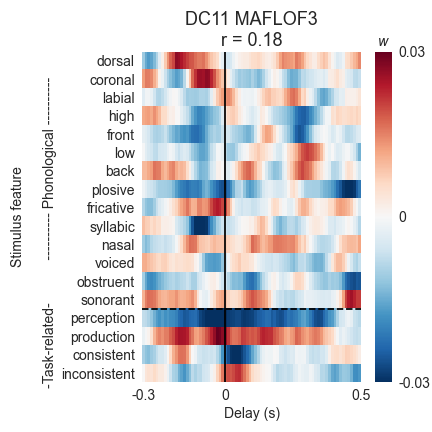 DC11 MAFLOF3
r = 0.18
w
dorsal
coronal
labial
high
front
low
back
plosive
fricative
syllabic
nasal
voiced
obstruent
sonorant
perception
production
consistent
inconsistent
Stimulus feature
-Task-related- ---------- Phonological ----------
0.03
0
-0.03
-0.3
0
0.5
Delay (s)